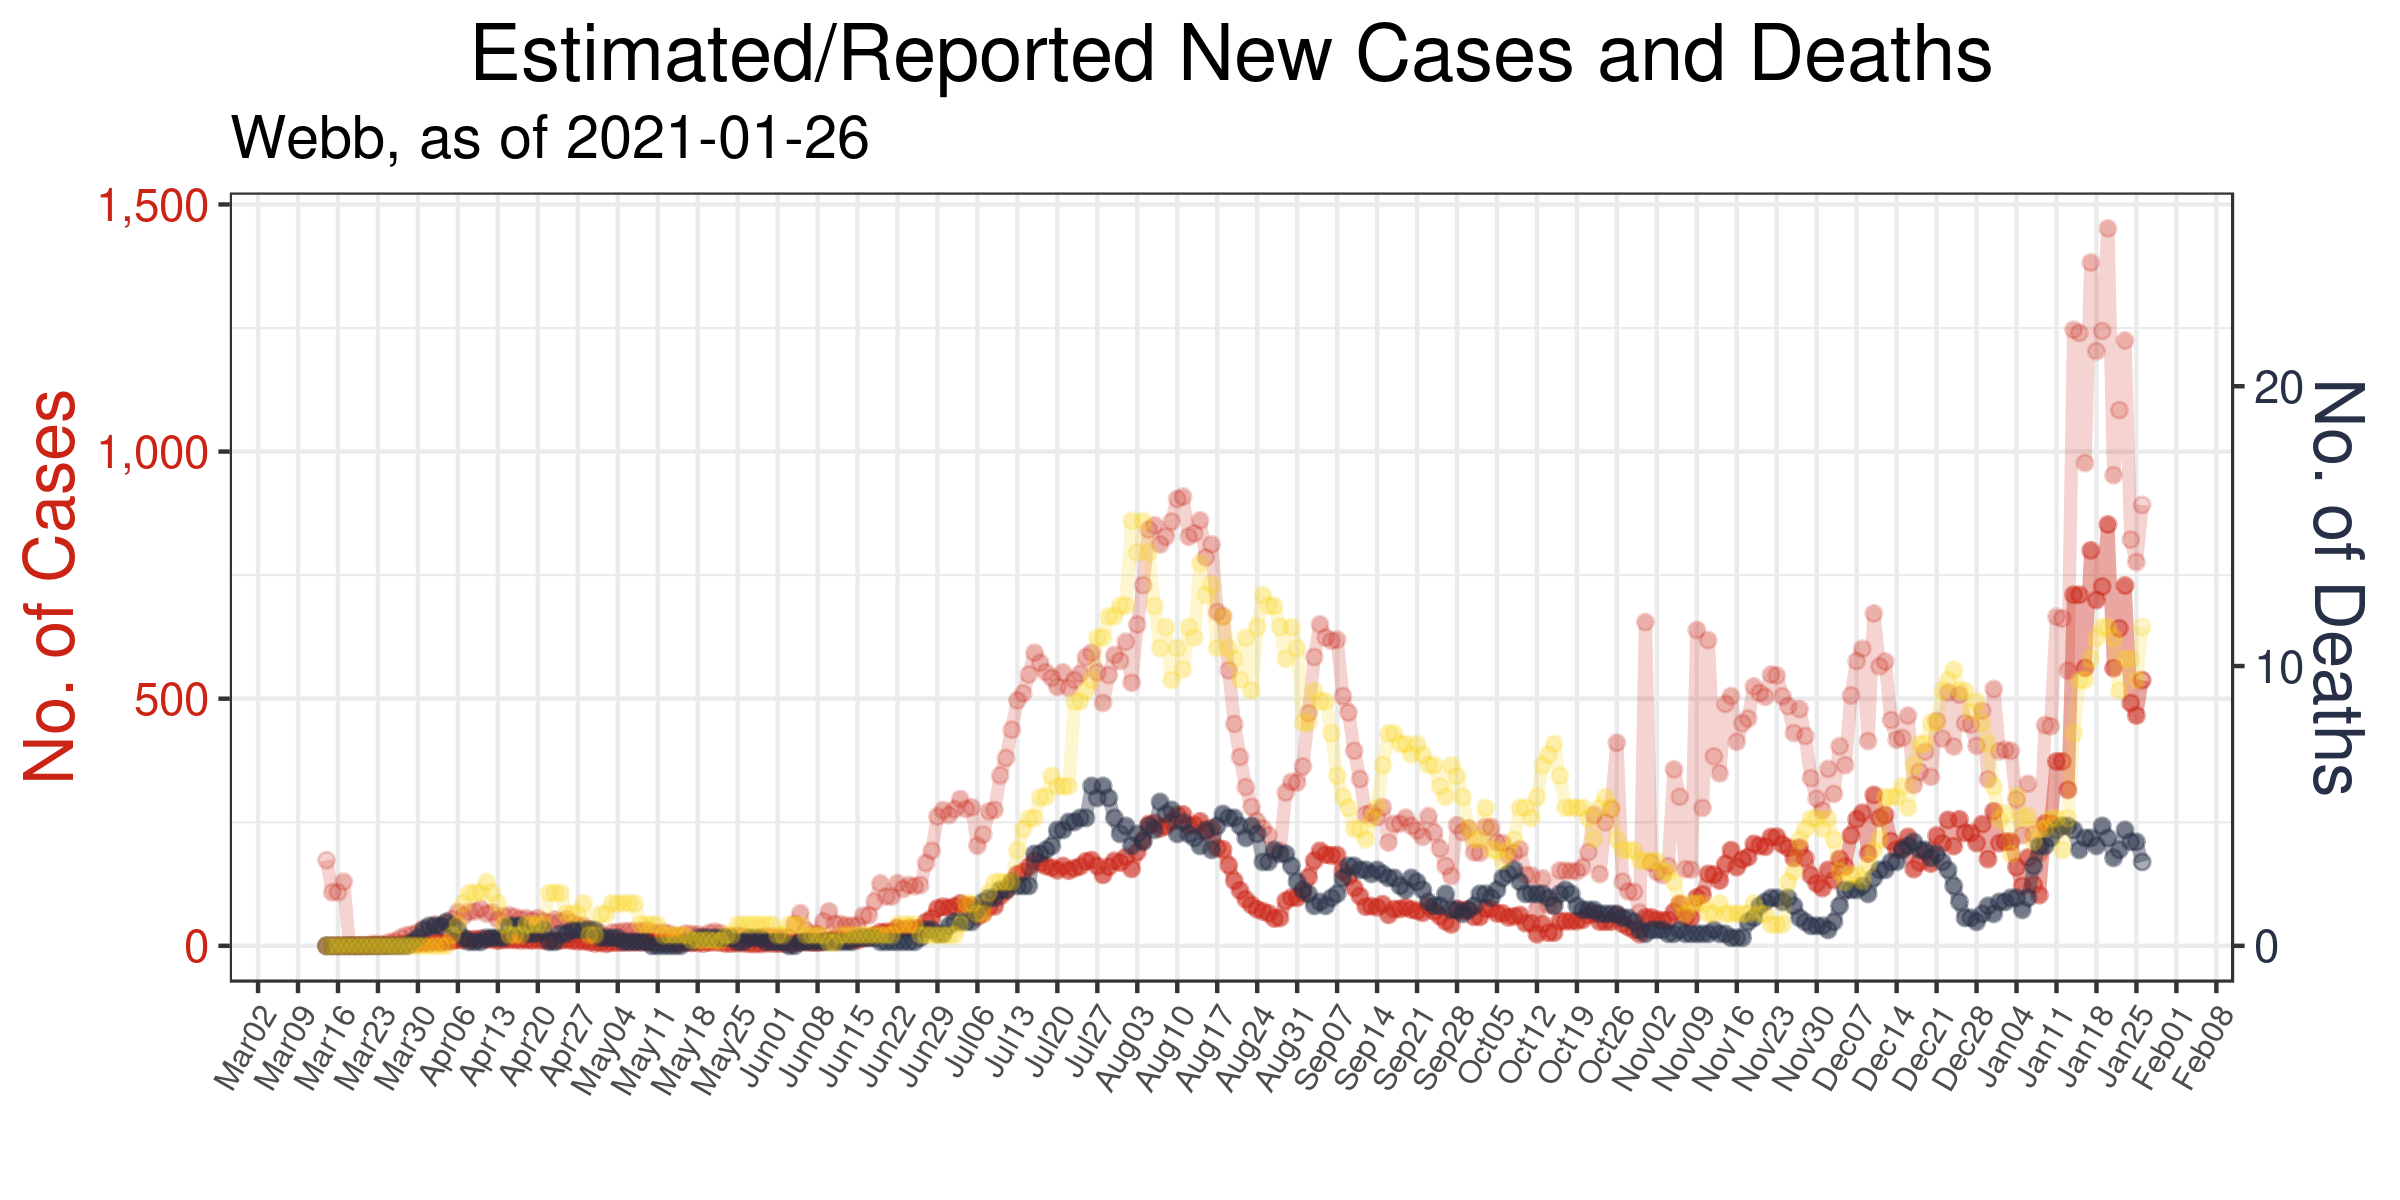 Estimated/Reported New Cases and Deaths
Webb, as of 2021-01-26
No. of Cases
1,500
1,000
500
0
20
10
0
No. of Deaths
Mar02
Mar09
Mar16
Mar23
Mar30
Apr06
Apr13
Apr20
Apr27
May04
May11
May18
May25
Jun01
Jun08
Jun15
Jun22
Jun29
Jul06
Jul13
Jul20
Jul27
Aug03
Aug10
Aug17
Aug24
Aug31
Sep07
Sep14
Sep21
Sep28
Oct05
Oct12
Oct19
Oct26
Nov02
Nov09
Nov16
Nov23
Nov30
Dec07
Dec14
Dec21
Dec28
Jan04
Jan11
Jan18
Jan25
Feb01
Feb08